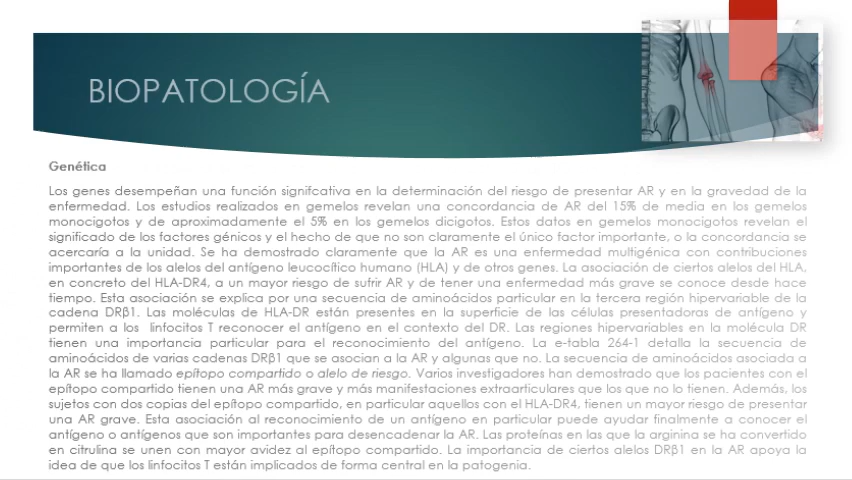 BIOPATOLOGÍA
Genética
Los genes desempeñan una función signifcativa en la determinación del riesgo de presentar AR y en la gravedad de la
enfermedad. Los estudios realizados en gemelos revelan una concordancia de AR del 15% de media en los gemelos
monocigotos y de aproximadamente el 5% en los gemelos dicigotos. Estos datos en gemelos monocigotos revelan el
significado de los factores génicos y el hecho de que no son claramente el único factor importante, o la concordancia se
acercaría a la unidad. Se ha demostrado claramente que la AR es una enfermedad multigénica con contribuciones
importantes de los alelos del antígeno leucocítico humano (HLA) y de otros genes. La asociación de ciertos alelos del HLA,
en concreto del HLA-DR4, a un mayor riesgo de sufrir AR y de tener una enfermedad más grave se conoce desde hace
tiempo. Esta asociación se explica por una secuencia de aminoácidos particular en la tercera región hipervariable de la
cadena DRβ1. Las moléculas de HLA-DR están presentes en la superficie de las células presentadoras de antígeno y
permiten a los linfocitos T reconocer el antígeno en el contexto del DR. Las regiones hipervariables en la molécula DR
tienen una importancia particular para el reconocimiento del antígeno. La e-tabla 264-1 detalla la secuencia de
aminoácidos de varias cadenas DRβ1 que se asocian a la AR y algunas que no. La secuencia de aminoácidos asociada a
la AR se ha llamado epítopo compartido o alelo de riesgo. Varios investigadores han demostrado que los pacientes con el
epítopo compartido tienen una AR más grave y más manifestaciones extraarticulares que los que no lo tienen. Además, los
sujetos con dos copias del epítopo compartido, en particular aquellos con el HLA-DR4, tienen un mayor riesgo de presentar
una AR grave. Esta asociación al reconocimiento de un antígeno en particular puede ayudar finalmente a conocer el
antígeno o antígenos que son importantes para desencadenar la AR. Las proteínas en las que la arginina se ha convertido
en citrulina se unen con mayor avidez al epítopo compartido. La importancia de ciertos alelos DRβ1 en la AR apoya la
idea de que los linfocitos T están implicados de forma central en la patogenia.